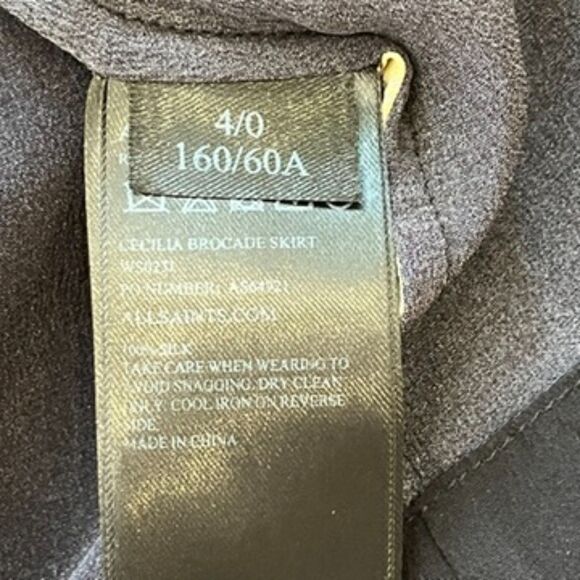 4/0
160/60A
CECILIA BROCADE SKIRT
WS0231
PO NUMBER: AS64921
ALLSAINTS.COM
100% SILK
TAKE CARE WHEN WEARING TO
AVOID SNAGGING. DRY CLEAN
ONLY. COOL IRON ON REVERSE
SIDE.
MADE IN CHINA